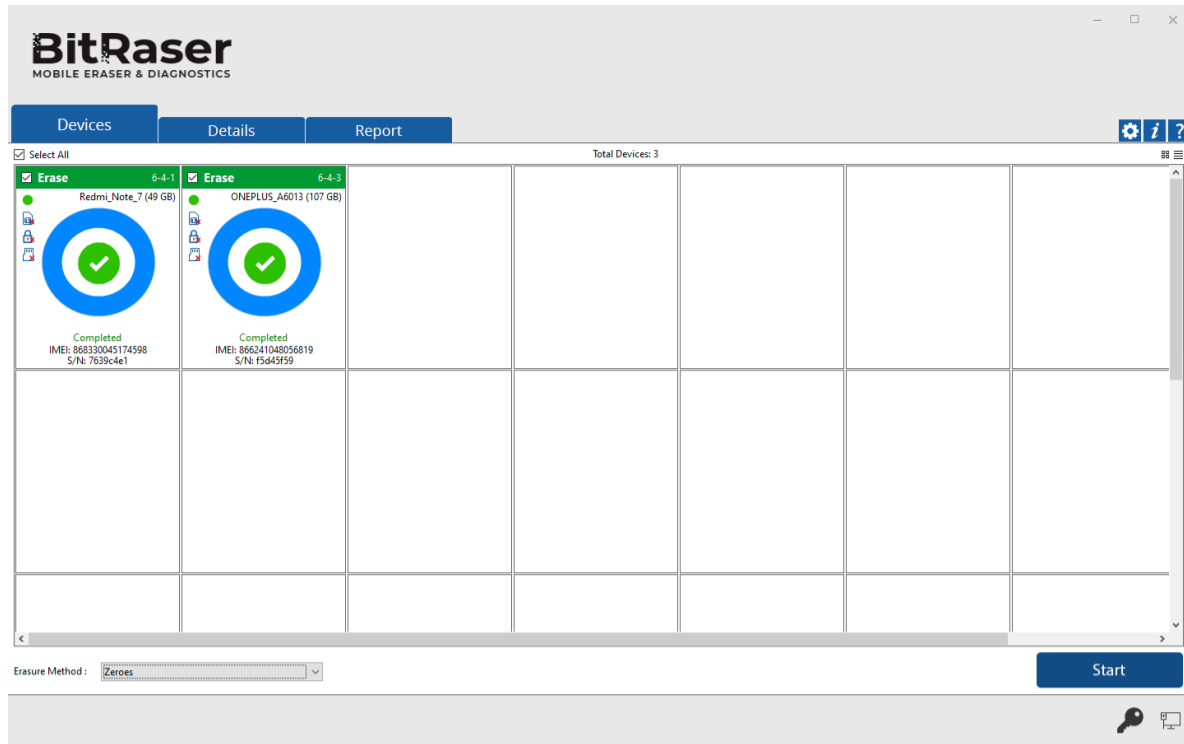 BitRaser
MOBILE ERASER & DIAGNOSTICS
Devices
Details
Report
i
?
Select All
Total Devices: 3
Erase 6-4-1
Redmi_Note_7 (49 GB)
Completed
IMEI: 868330045174598
S/N: 7639c4e1
Erase 6-4-3
ONEPLUS_A6013 (107 GB)
Completed
IMEI: 866241048056819
S/N: f5d45f59
Erasure Method :
Zeroes
Start